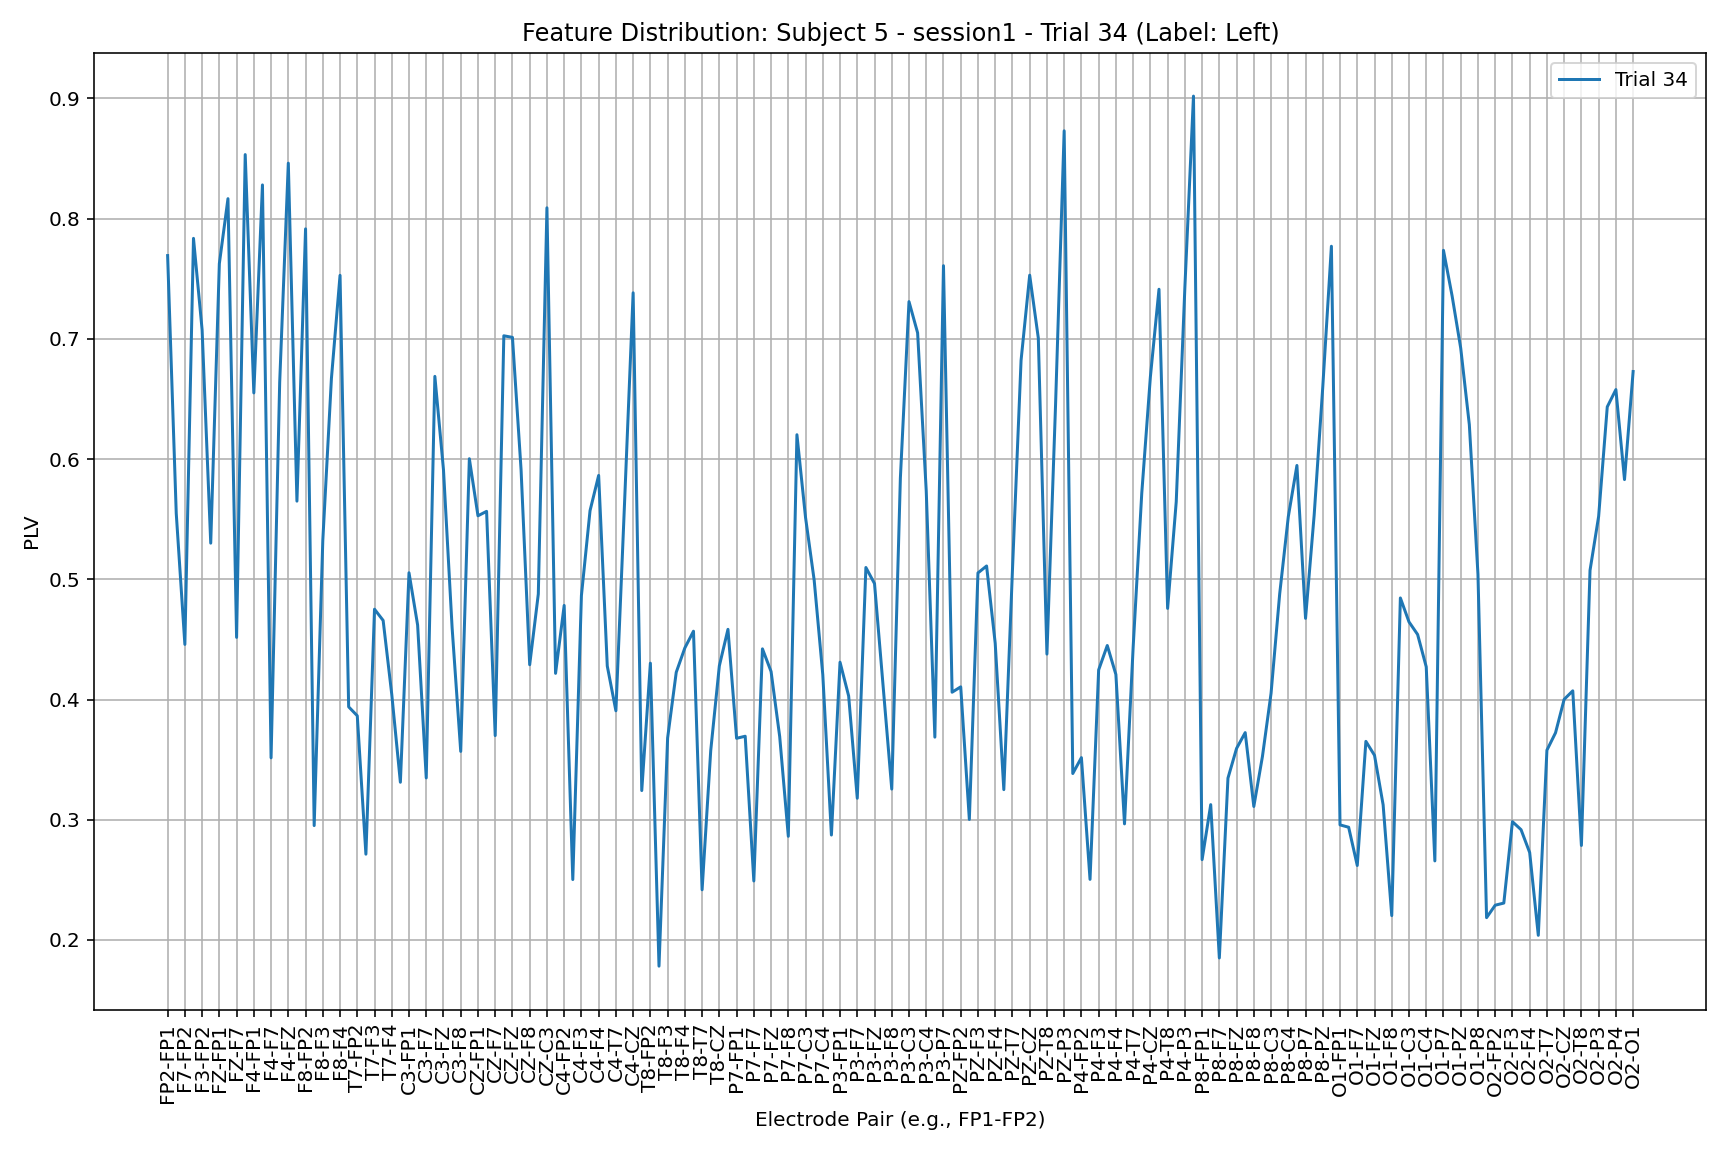 Feature Distribution: Subject 5 - session1 - Trial 34 (Label: Left)
Trial 34
PLV
0.9
0.8
0.7
0.6
0.5
0.4
0.3
0.2
FP2-FP1
F7-FP2
F3-FP2
FZ-FP1
FZ-F7
F4-FP1
F4-F7
F4-FZ
F8-FP2
F8-F3
F8-F4
T7-FP2
T7-F3
T7-F4
C3-FP1
C3-F7
C3-FZ
C3-F8
CZ-FP1
CZ-F7
CZ-FZ
CZ-F8
CZ-C3
C4-FP2
C4-F3
C4-F4
C4-T7
C4-CZ
T8-FP2
T8-F3
T8-F4
T8-T7
T8-CZ
P7-FP1
P7-F7
P7-FZ
P7-F8
P7-C3
P7-C4
P3-FP1
P3-F7
P3-FZ
P3-F8
P3-C3
P3-C4
P3-P7
PZ-FP2
PZ-F3
PZ-F4
PZ-T7
PZ-CZ
PZ-T8
PZ-P3
P4-FP2
P4-F3
P4-F4
P4-T7
P4-CZ
P4-T8
P4-P3
P8-FP1
P8-F7
P8-FZ
P8-F8
P8-C3
P8-C4
P8-P7
P8-PZ
O1-FP1
O1-F7
O1-FZ
O1-F8
O1-C3
O1-C4
O1-P7
O1-PZ
O1-P8
O2-FP2
O2-F3
O2-F4
O2-T7
O2-CZ
O2-T8
O2-P3
O2-P4
O2-O1
Electrode Pair (e.g., FP1-FP2)